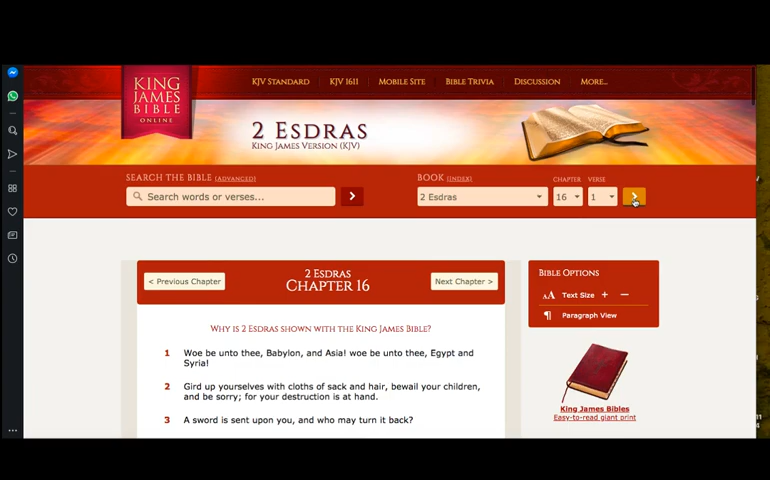 KING
JAMES
BIBLE
ONLINE
KJV STANDARD
KJV 1611
MOBILE SITE
BIBLE TRIVIA
DISCUSSION
MORE...
2 ESDRAS
KING JAMES VERSION (KJV)
SEARCH THE BIBLE (ADVANCED)
Search words or verses...
BOOK (INDEX)
CHAPTER
VERSE
2 Esdras
16
1
< Previous Chapter
2 ESDRAS
CHAPTER 16
Next Chapter >
WHY IS 2 ESDRAS SHOWN WITH THE KING JAMES BIBLE?
1 Woe be unto thee, Babylon, and Asia! woe be unto thee, Egypt and
Syria!
2 Gird up yourselves with cloths of sack and hair, bewail your children,
and be sorry; for your destruction is at hand.
3 A sword is sent upon you, and who may turn it back?
BIBLE OPTIONS
AA Text Size + −
¶ Paragraph View
King James Bibles
Easy-to-read giant print